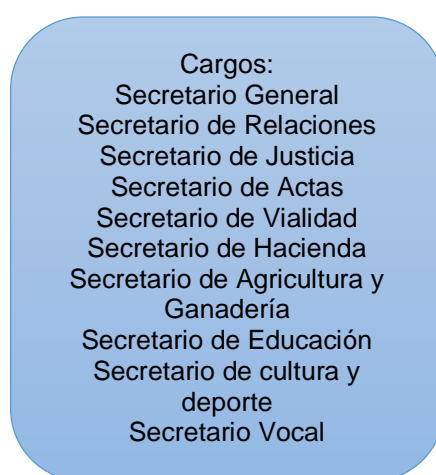 Cargos:
Secretario General
Secretario de Relaciones
Secretario de Justicia
Secretario de Actas
Secretario de Vialidad
Secretario de Hacienda
Secretario de Agricultura y
Ganadería
Secretario de Educación
Secretario de cultura y
deporte
Secretario Vocal